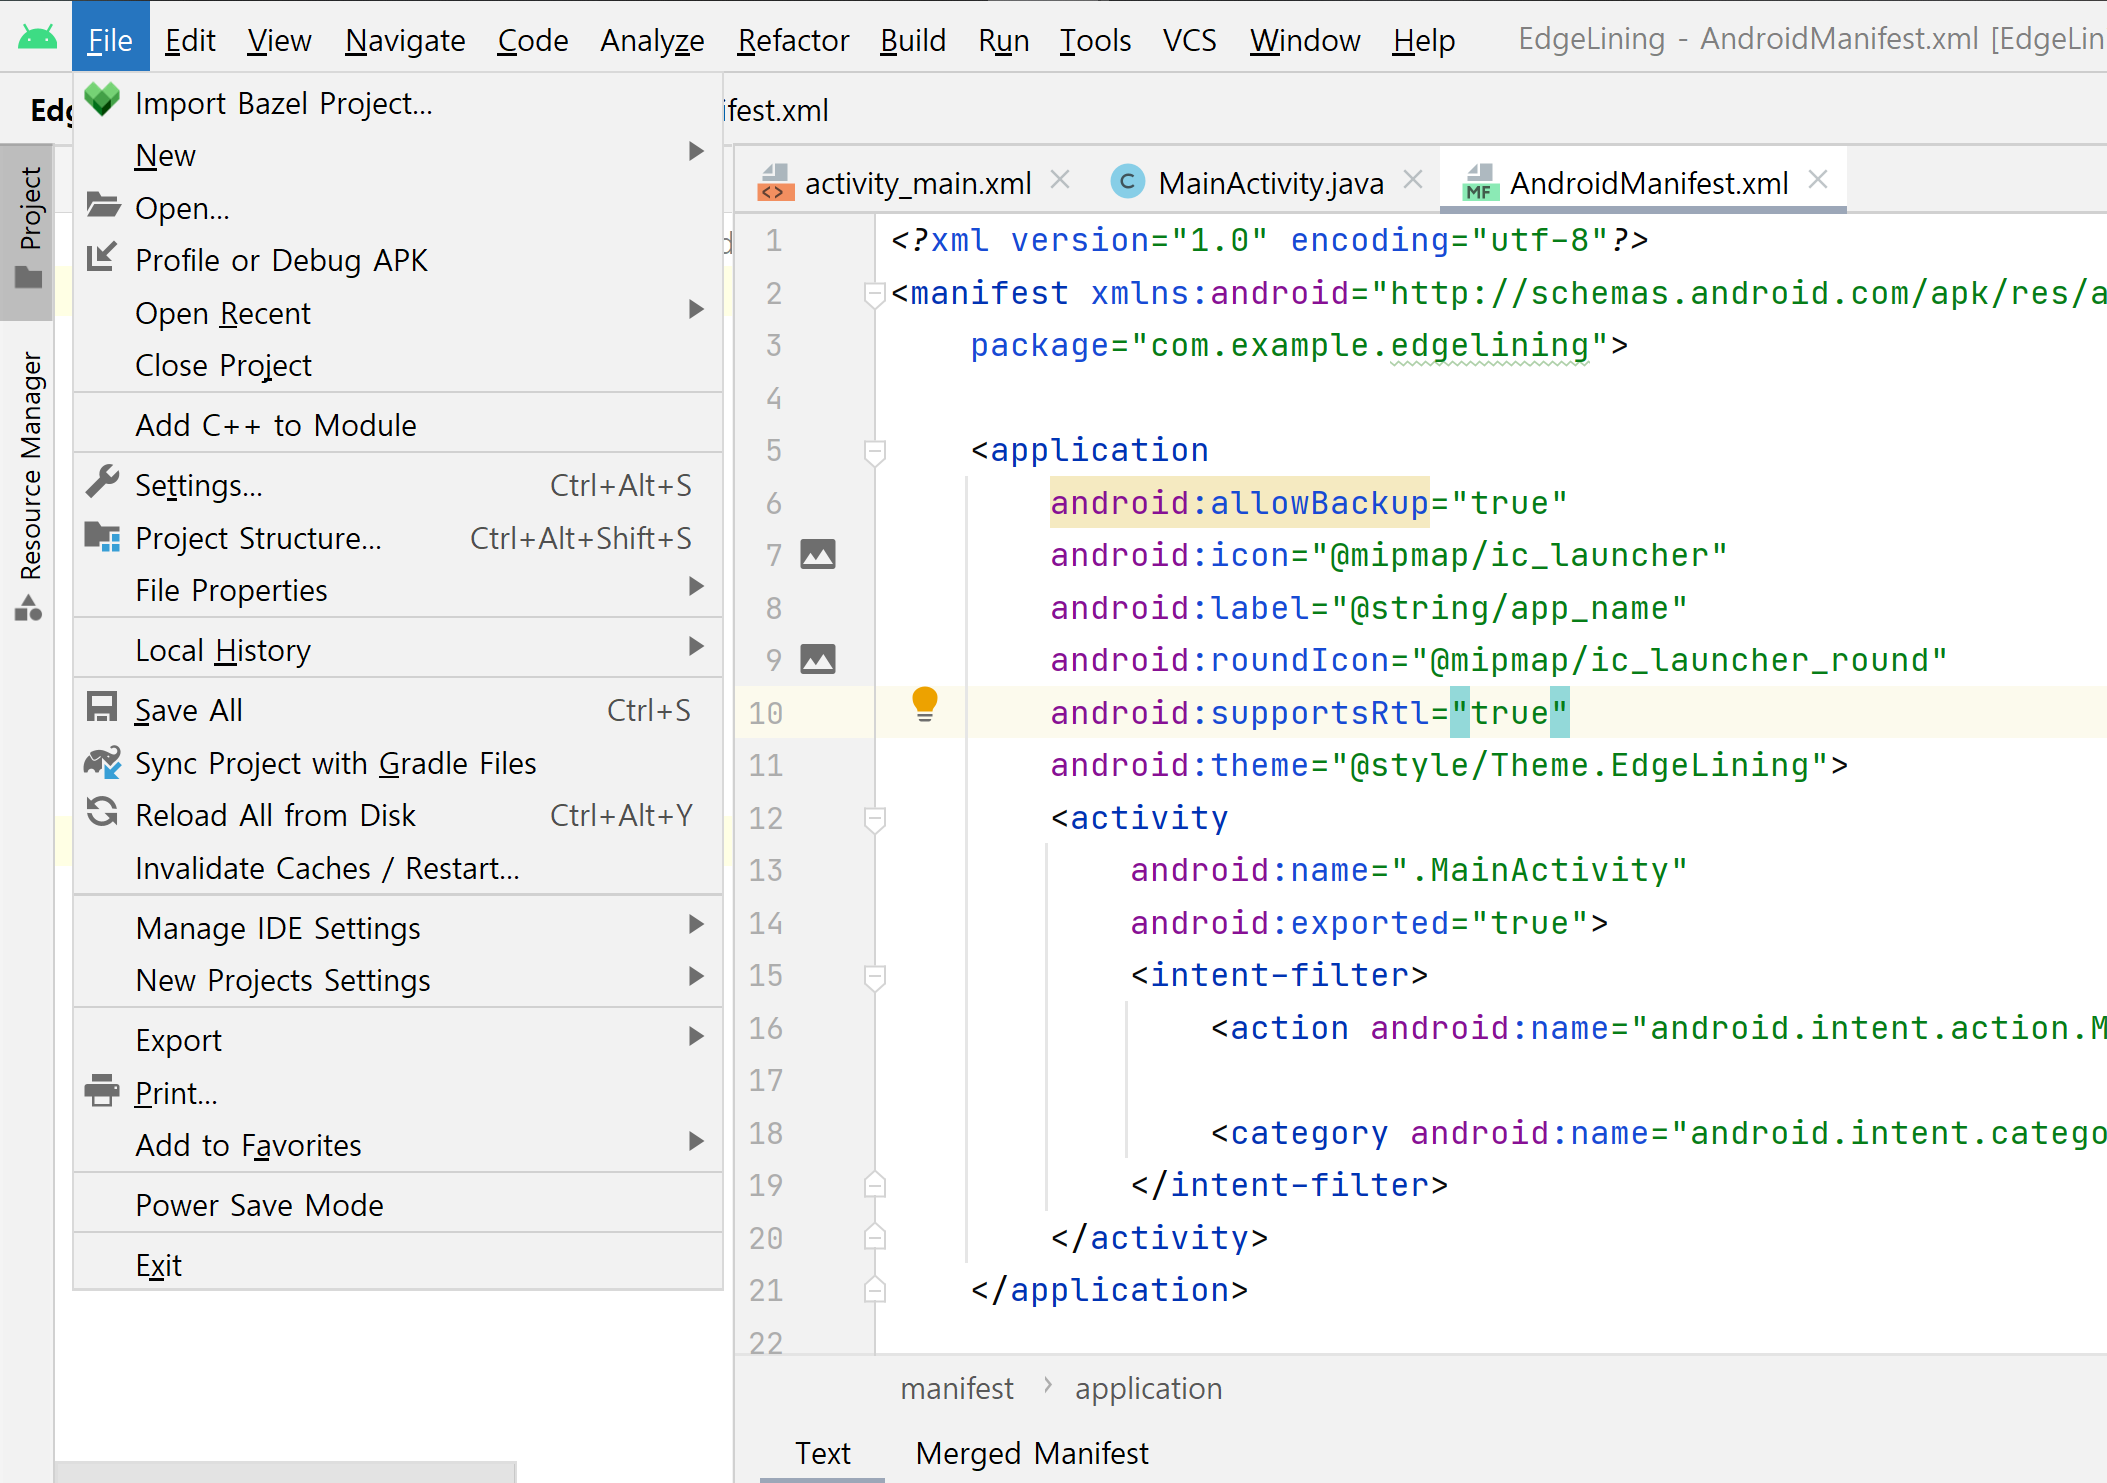 File Edit View Navigate Code Analyze Refactor Build Run Tools VCS Window Help EdgeLining - AndroidManifest.xml [EdgeLin
Edg
ifest.xml
Import Bazel Project...
New
Open...
Profile or Debug APK
Open Recent
Close Project
Add C++ to Module
Settings... Ctrl+Alt+S
Project Structure... Ctrl+Alt+Shift+S
File Properties
Local History
Save All Ctrl+S
Sync Project with Gradle Files
Reload All from Disk Ctrl+Alt+Y
Invalidate Caches / Restart...
Manage IDE Settings
New Projects Settings
Export
Print...
Add to Favorites
Power Save Mode
Exit
Project
Resource Manager
activity_main.xml MainActivity.java AndroidManifest.xml
1 <?xml version="1.0" encoding="utf-8"?>
2 <manifest xmlns:android="http://schemas.android.com/apk/res/a
3 package="com.example.edgelining">
4
5 <application
6 android:allowBackup="true"
7 android:icon="@mipmap/ic_launcher"
8 android:label="@string/app_name"
9 android:roundIcon="@mipmap/ic_launcher_round"
10 android:supportsRtl="true"
11 android:theme="@style/Theme.EdgeLining">
12 <activity
13 android:name=".MainActivity"
14 android:exported="true">
15 <intent-filter>
16 <action android:name="android.intent.action.M
17
18 <category android:name="android.intent.catego
19 </intent-filter>
20 </activity>
21 </application>
22
manifest > application
Text Merged Manifest